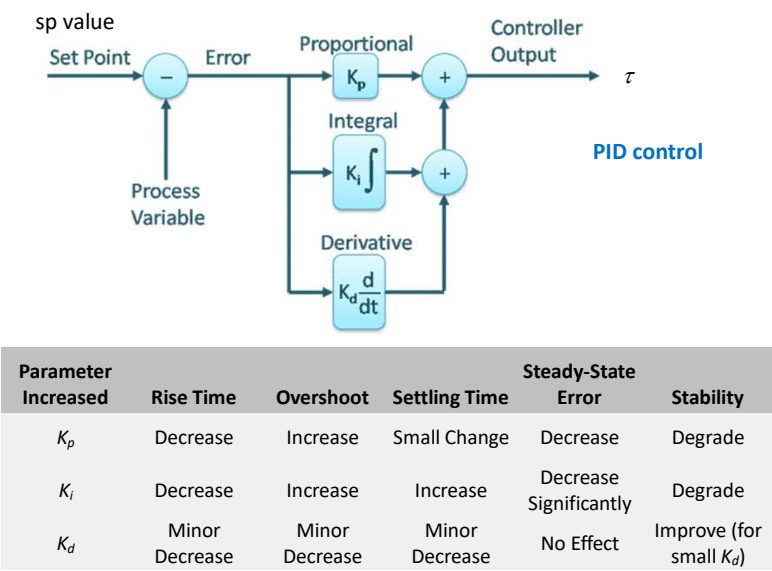 sp value
Set Point
−
Error
Proportional
Kp
+
Controller
Output
τ
Integral
Ki ∫
+
PID control
Process
Variable
Derivative
Kd d/dt
Parameter Increased Rise Time Overshoot Settling Time Steady-State Error Stability
Kp Decrease Increase Small Change Decrease Degrade
Ki Decrease Increase Increase Decrease Significantly Degrade
Kd Minor Decrease Minor Decrease Minor Decrease No Effect Improve (for small Kd)